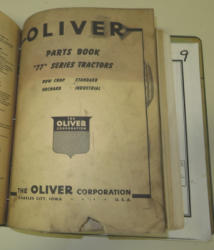 OLIVER
PARTS BOOK
"77" SERIES TRACTORS
ROW CROP STANDARD
ORCHARD INDUSTRIAL
THE
OLIVER
CORPORATION
THE OLIVER CORPORATION
CHARLES CITY, IOWA U.S.A.
9